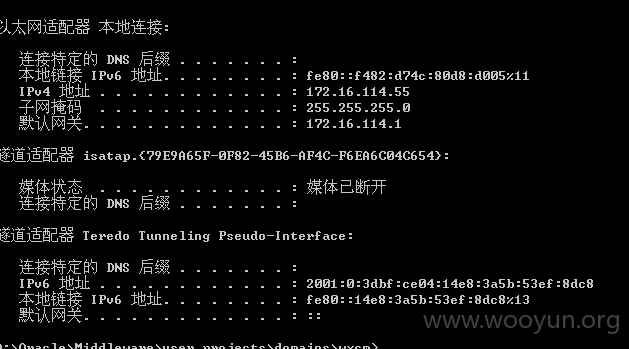 以太网适配器 本地连接:
连接特定的 DNS 后缀 . . . . . . . :
本地链接 IPv6 地址. . . . . . . . : fe80::f482:d74c:80d8:d005%11
IPv4 地址 . . . . . . . . . . . . : 172.16.114.55
子网掩码  . . . . . . . . . . . . : 255.255.255.0
默认网关. . . . . . . . . . . . . : 172.16.114.1
隧道适配器 isatap.{79E9A65F-0F82-45B6-AF4C-F6EA6C04C654}:
媒体状态  . . . . . . . . . . . . : 媒体已断开
连接特定的 DNS 后缀 . . . . . . . :
隧道适配器 Teredo Tunneling Pseudo-Interface:
连接特定的 DNS 后缀 . . . . . . . :
IPv6 地址 . . . . . . . . . . . . : 2001:0:3dbf:ce04:14e8:3a5b:53ef:8dc8
本地链接 IPv6 地址. . . . . . . . : fe80::14e8:3a5b:53ef:8dc8%13
默认网关. . . . . . . . . . . . . : ::
www.wooyun.org
:\Oracle\Middleware\user_projects\domains\wxcm>